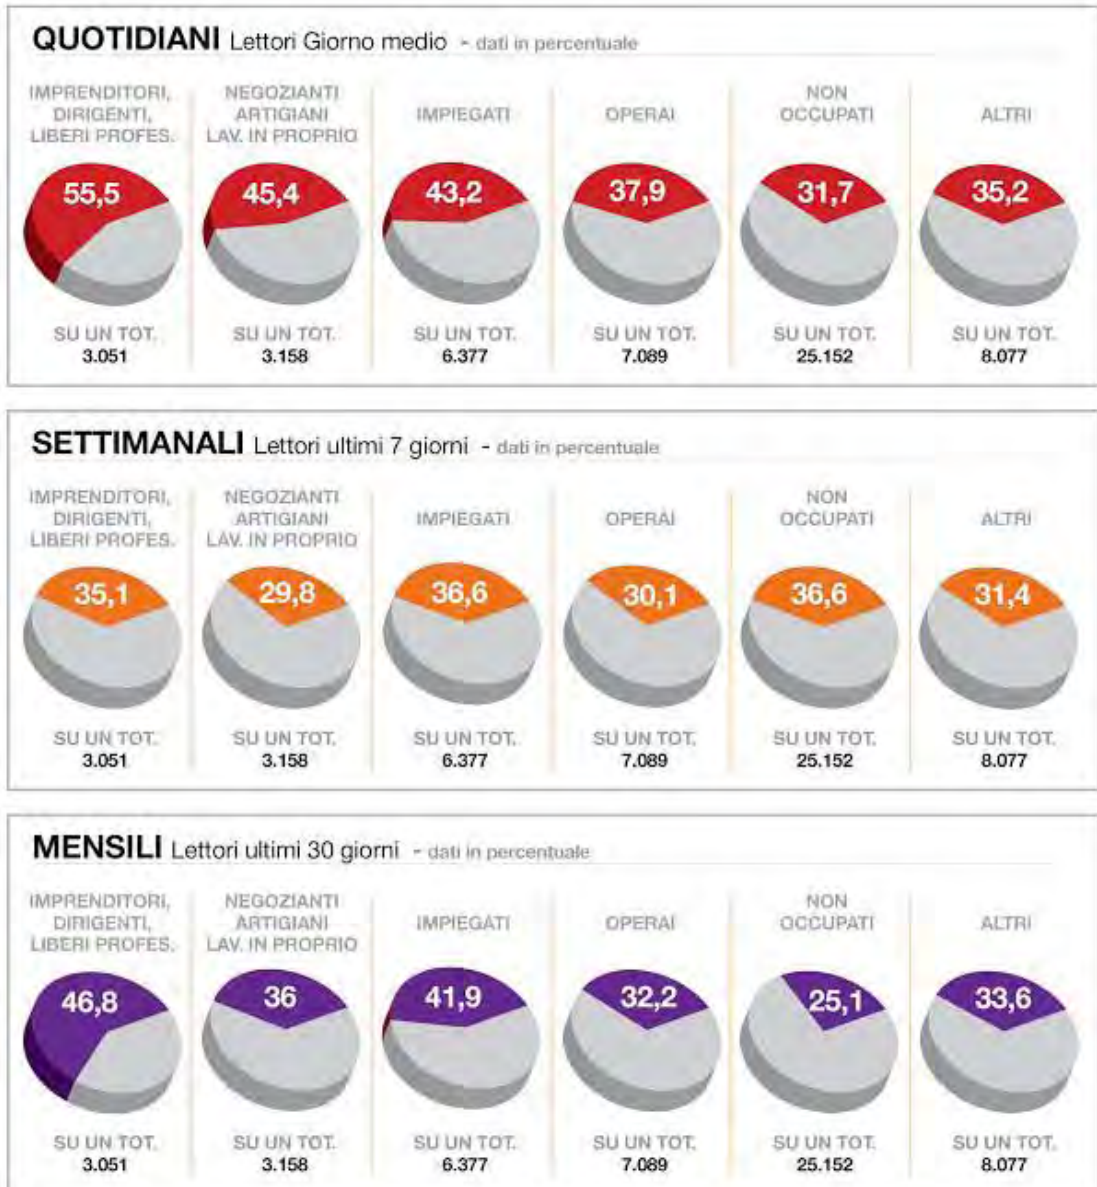 QUOTIDIANI Lettori Giorno medio - dati in percentuale
IMPRENDITORI,
DIRIGENTI,
LIBERI PROFES.
NEGOZIANTI
ARTIGIANI
LAV. IN PROPRIO
IMPIEGATI
OPERAI
NON
OCCUPATI
ALTRI
55,5
45,4
43,2
37,9
31,7
35,2
SU UN TOT.
3.051
SU UN TOT.
3.158
SU UN TOT.
6.377
SU UN TOT.
7.089
SU UN TOT.
25.152
SU UN TOT.
8.077
SETTIMANALI Lettori ultimi 7 giorni - dati in percentuale
IMPRENDITORI,
DIRIGENTI,
LIBERI PROFES.
NEGOZIANTI
ARTIGIANI
LAV. IN PROPRIO
IMPIEGATI
OPERAI
NON
OCCUPATI
ALTRI
35,1
29,8
36,6
30,1
36,6
31,4
SU UN TOT.
3.051
SU UN TOT.
3.158
SU UN TOT.
6.377
SU UN TOT.
7.089
SU UN TOT.
25.152
SU UN TOT.
8.077
MENSILI Lettori ultimi 30 giorni - dati in percentuale
IMPRENDITORI,
DIRIGENTI,
LIBERI PROFES.
NEGOZIANTI
ARTIGIANI
LAV. IN PROPRIO
IMPIEGATI
OPERAI
NON
OCCUPATI
ALTRI
46,8
36
41,9
32,2
25,1
33,6
SU UN TOT.
3.051
SU UN TOT.
3.158
SU UN TOT.
6.377
SU UN TOT.
7.089
SU UN TOT.
25.152
SU UN TOT.
8.077